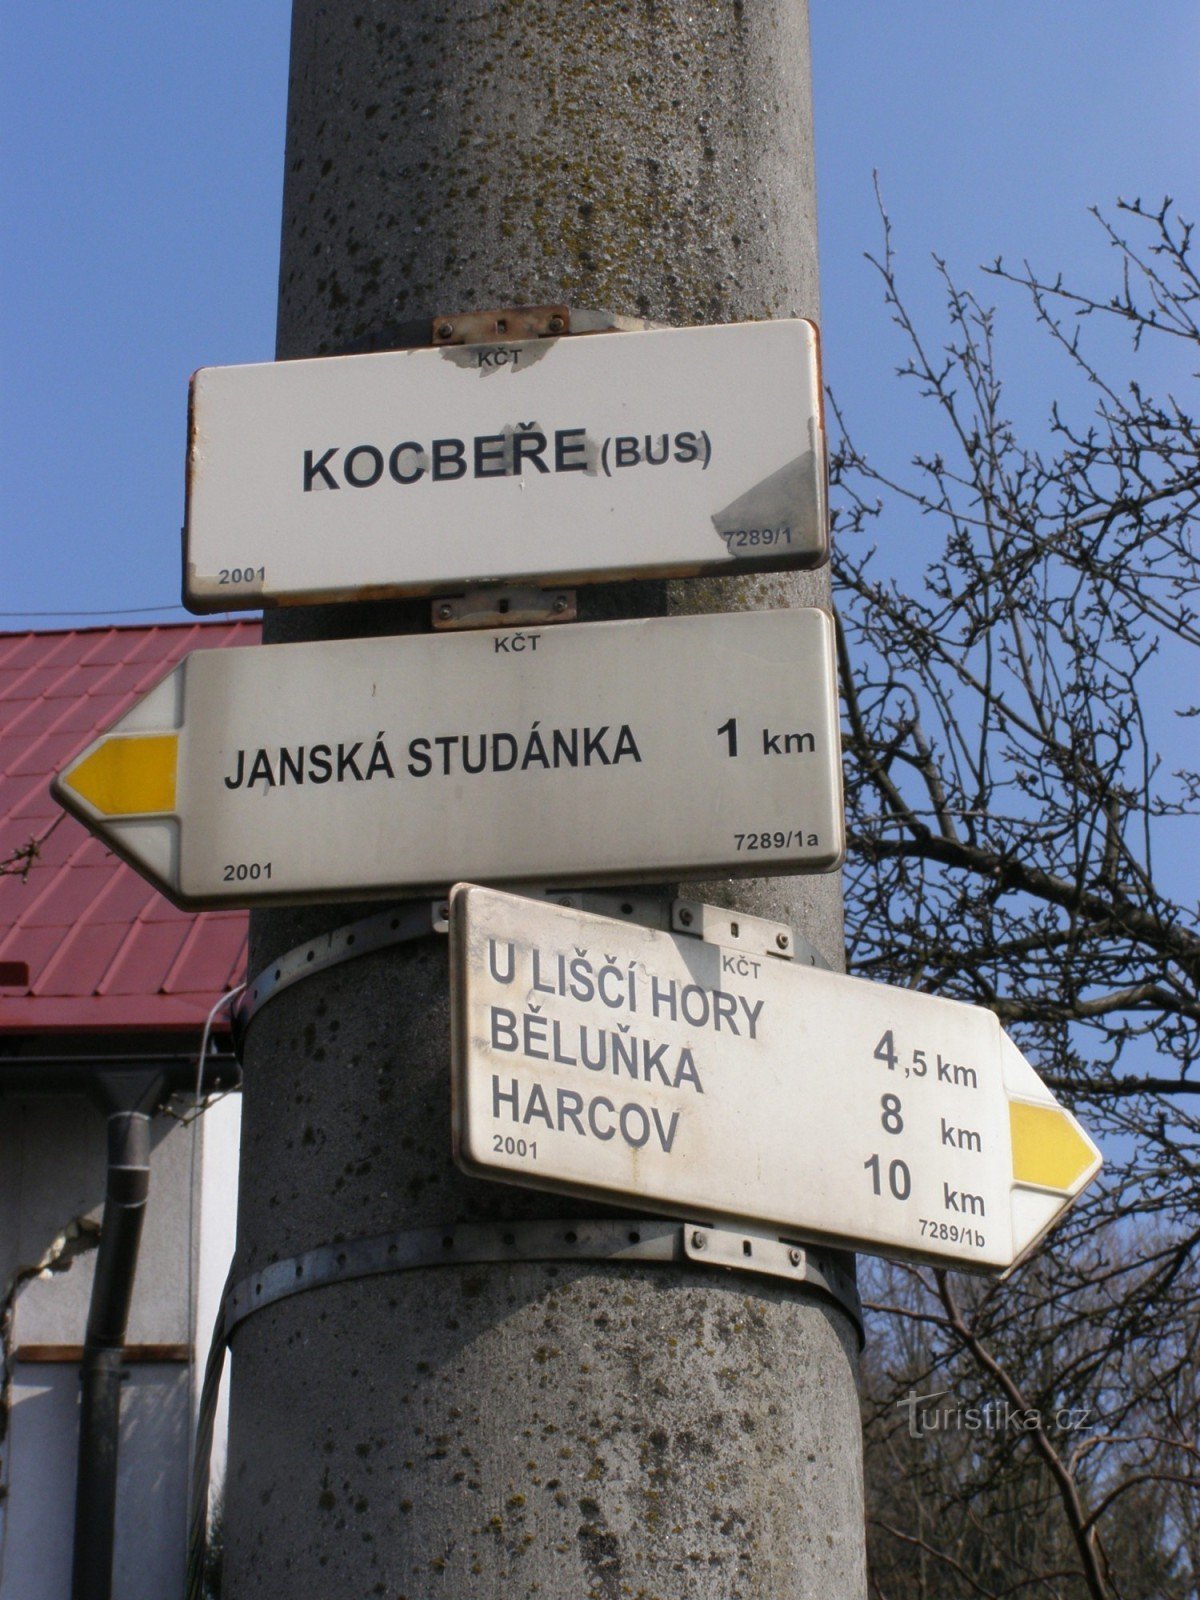 KČT
KOCBEŘE (BUS)
2001 7289/1
KČT
JANSKÁ STUDÁNKA 1 km
2001 7289/1a
KČT
U LIŠČÍ HORY 4,5 km
BĚLUŇKA 8 km
HARCOV 10 km
2001 7289/1b
Turistika.cz